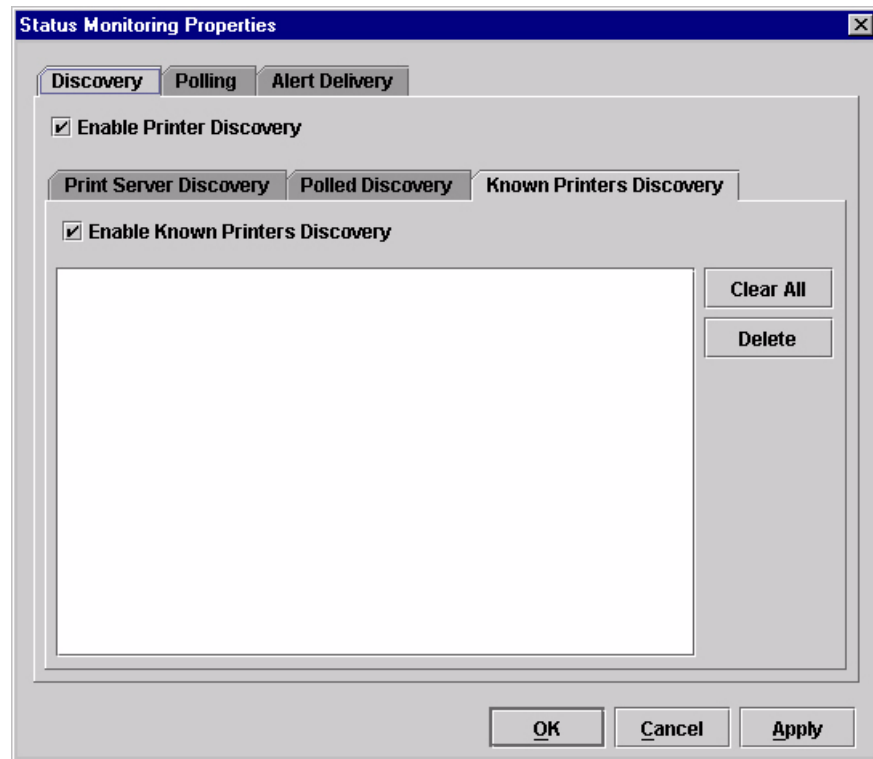 Status Monitoring Properties
Discovery Polling Alert Delivery
Enable Printer Discovery
Print Server Discovery Polled Discovery Known Printers Discovery
Enable Known Printers Discovery
Clear All
Delete
OK Cancel Apply